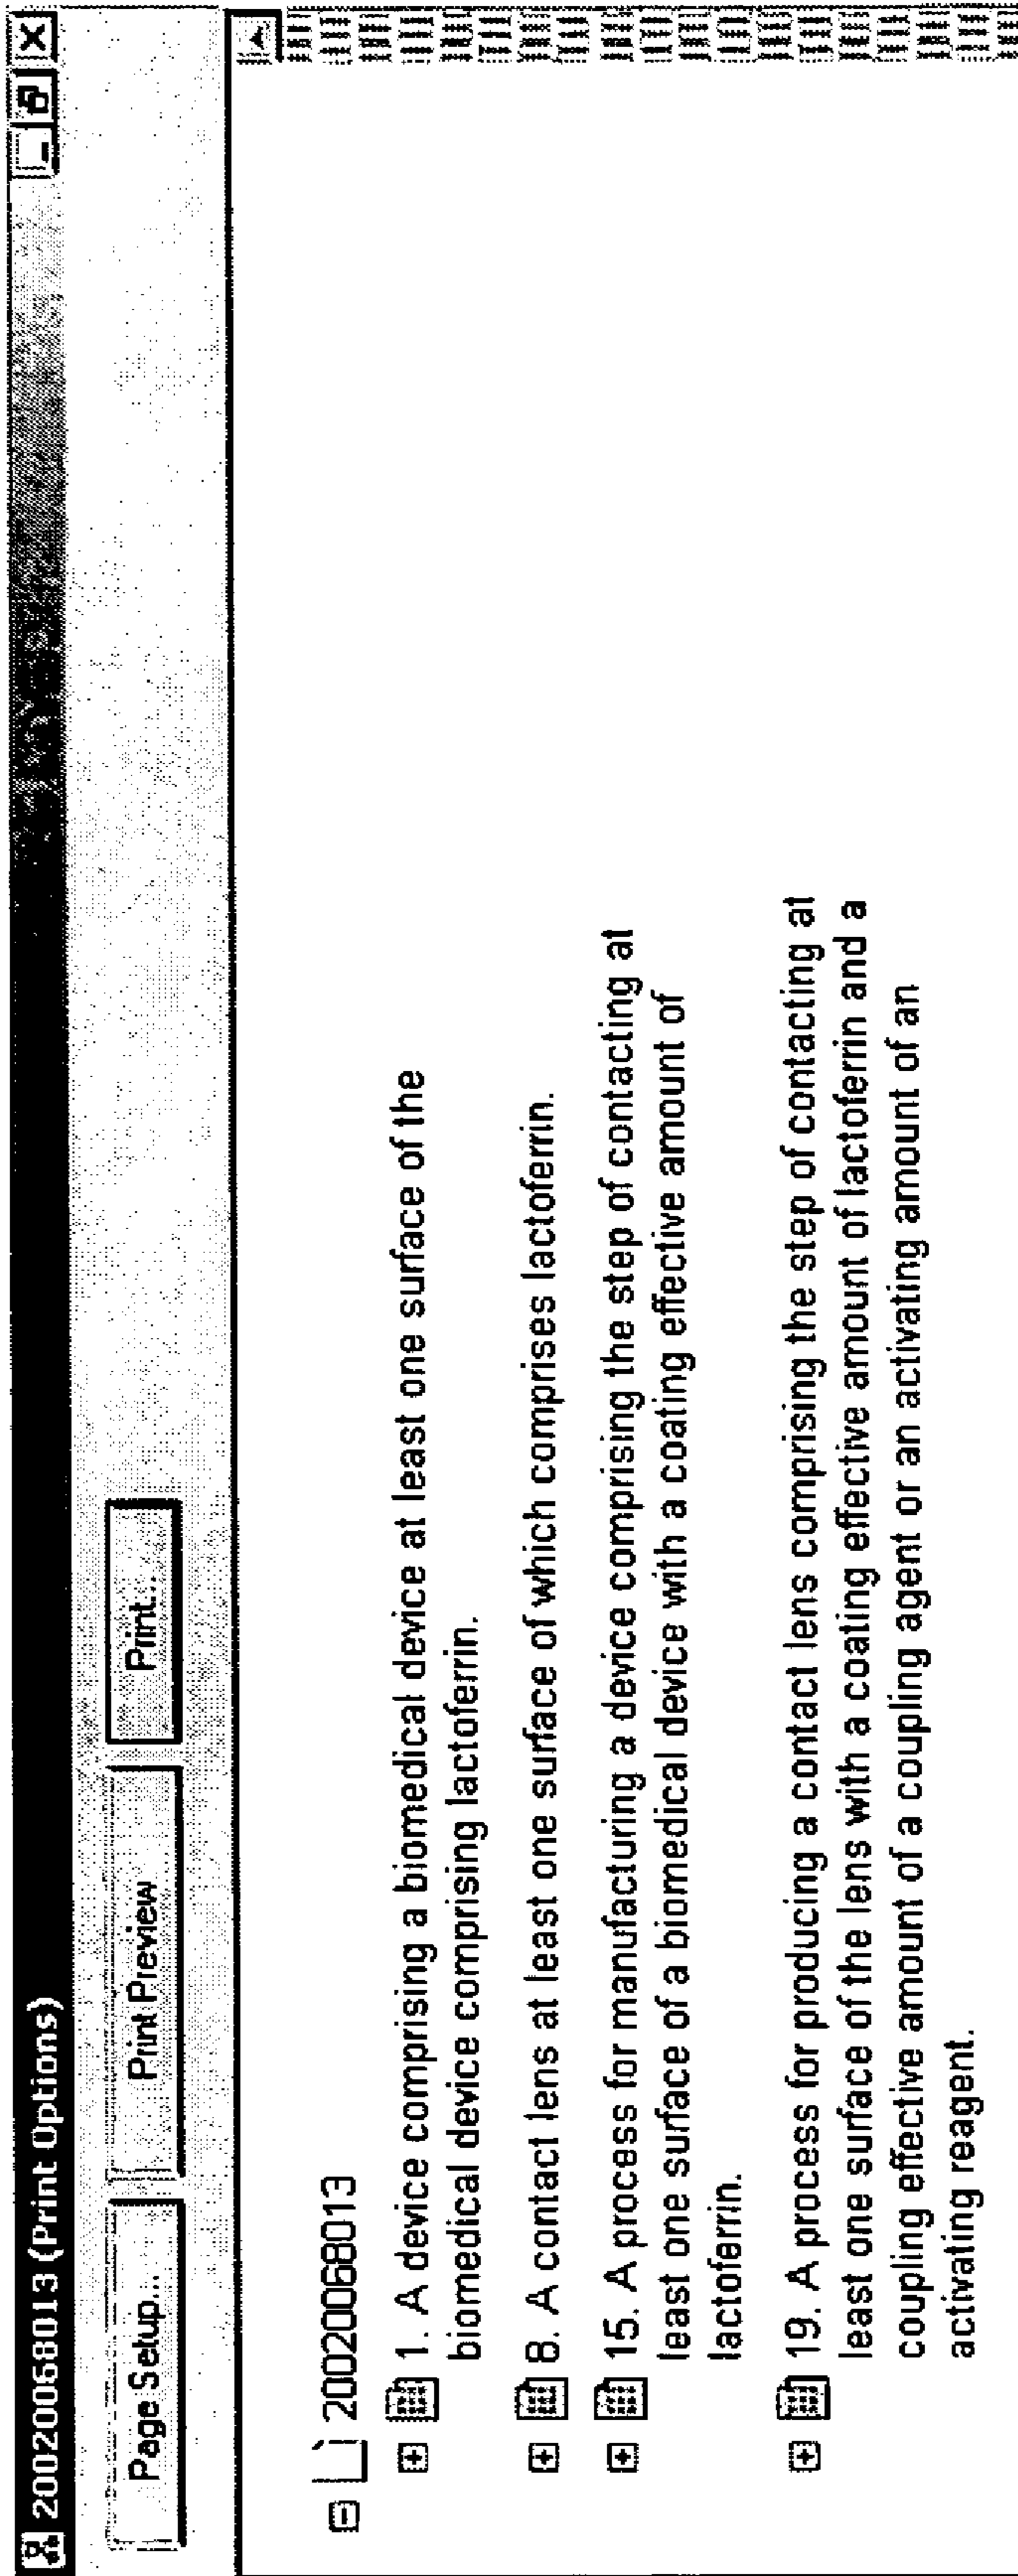 20020068013 (Print Options)
Page Setup... Print Preview Print...
20020068013
1. A device comprising a biomedical device at least one surface of the
biomedical device comprising lactoferrin.
8. A contact lens at least one surface of which comprises lactoferrin.
15. A process for manufacturing a device comprising the step of contacting at
least one surface of a biomedical device with a coating effective amount of
lactoferrin.
19. A process for producing a contact lens comprising the step of contacting at
least one surface of the lens with a coating effective amount of lactoferrin and a
coupling effective amount of a coupling agent or an activating amount of an
activating reagent.